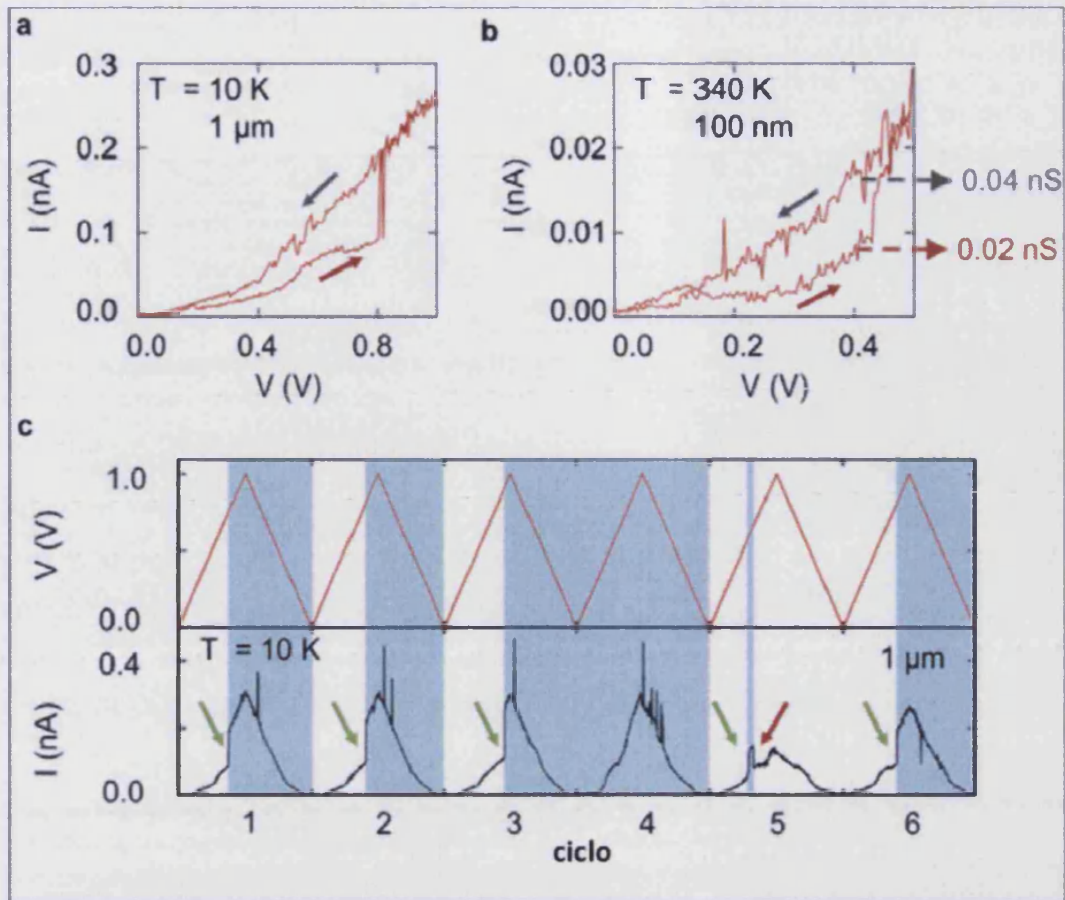 a
0.3
0.2
0.1
0.0
I (nA)
T = 10 K
1 µm
0.0 0.4 0.8
V (V)
b
0.03
0.02
0.01
0.00
I (nA)
T = 340 K
100 nm
0.04 nS
0.02 nS
0.0 0.2 0.4
V (V)
c
1.0
0.0
V (V)
T = 10 K
1 µm
0.4
0.0
I (nA)
1 2 3 4 5 6
ciclo